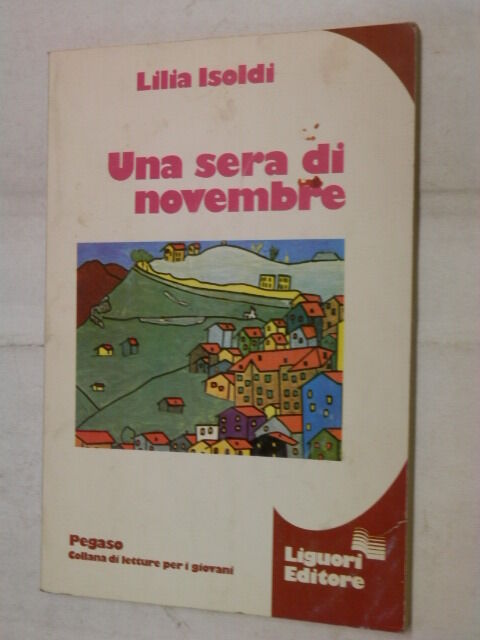 Lilia Isoldi
Una sera di
novembre
Pegaso
Collana di letture per i giovani
Liguori
Editore